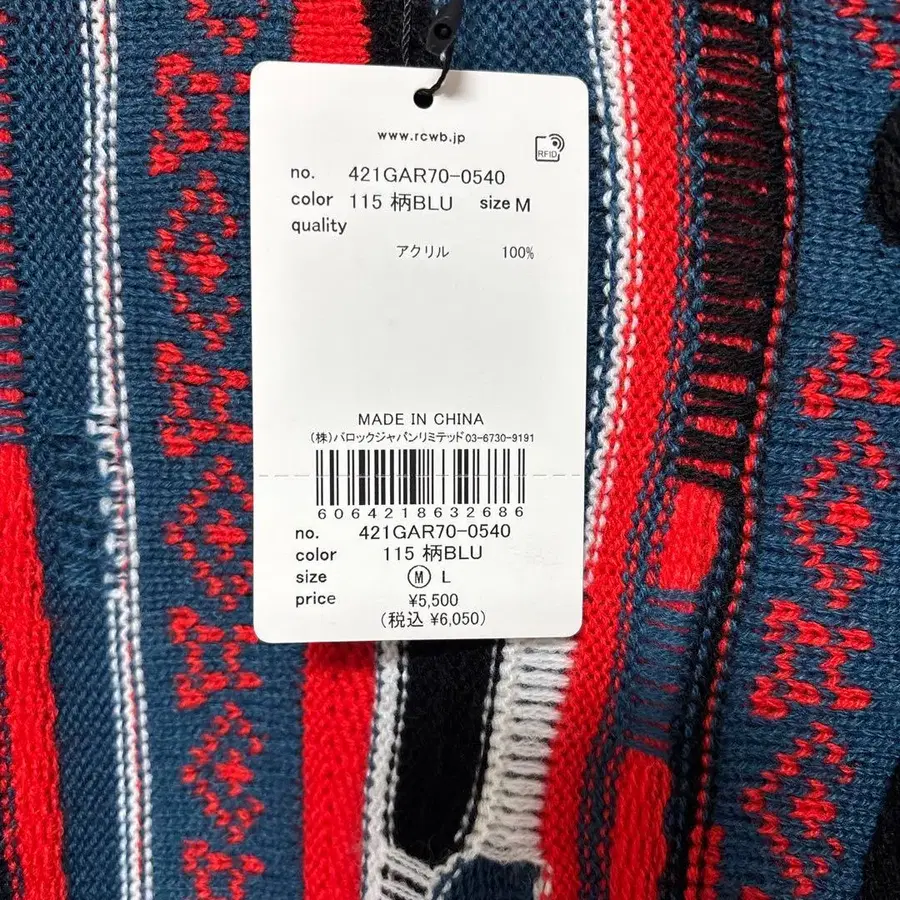 www.rcwb.jp
RFID
no. 421GAR70-0540
color 115 柄BLU size M
quality
アクリル 100%
MADE IN CHINA
(株)バロックジャパンリミテッド03-6730-9191
6064218632686
no. 421GAR70-0540
color 115 柄BLU
size Ⓜ L
price ¥5,500
(税込 ¥6,050)